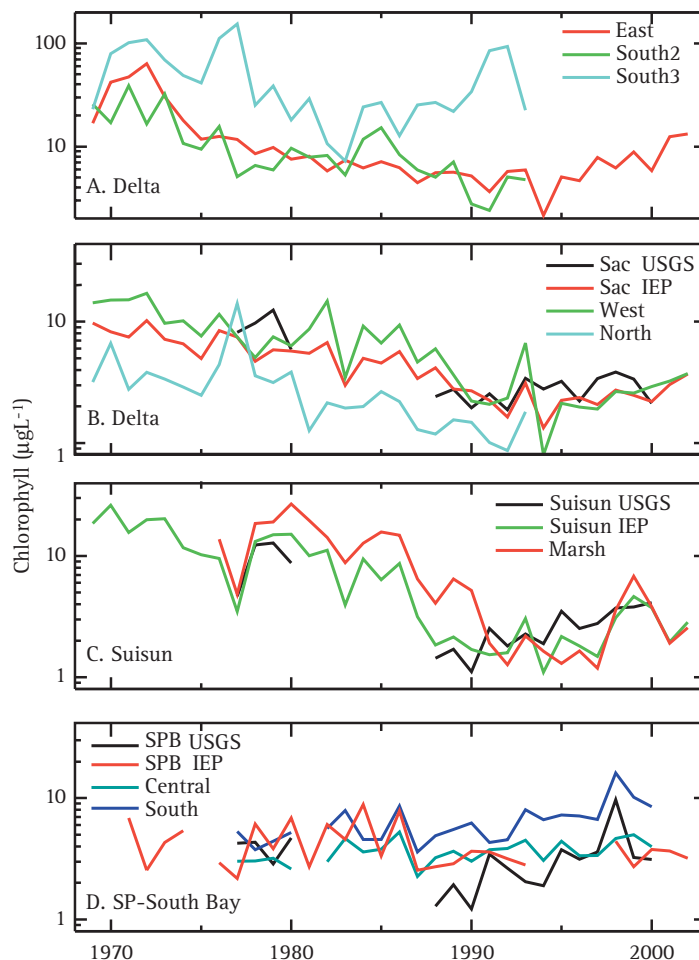 100
10
East
South2
South3
A. Delta
10
1
Sac USGS
Sac IEP
West
North
B. Delta
Chlorophyll (µgL⁻¹)
10
1
Suisun USGS
Suisun IEP
Marsh
C. Suisun
10
1
SPB USGS
SPB IEP
Central
South
D. SP-South Bay
1970 1980 1990 2000